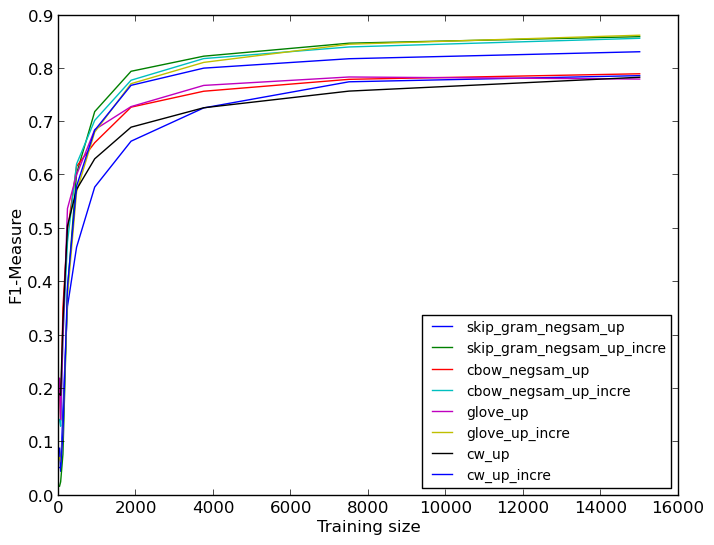 0.9
0.8
0.7
0.6
0.5
0.4
0.3
0.2
0.1
0.0
F1-Measure
skip_gram_negsam_up
skip_gram_negsam_up_incre
cbow_negsam_up
cbow_negsam_up_incre
glove_up
glove_up_incre
cw_up
cw_up_incre
0 2000 4000 6000 8000 10000 12000 14000 16000
Training size